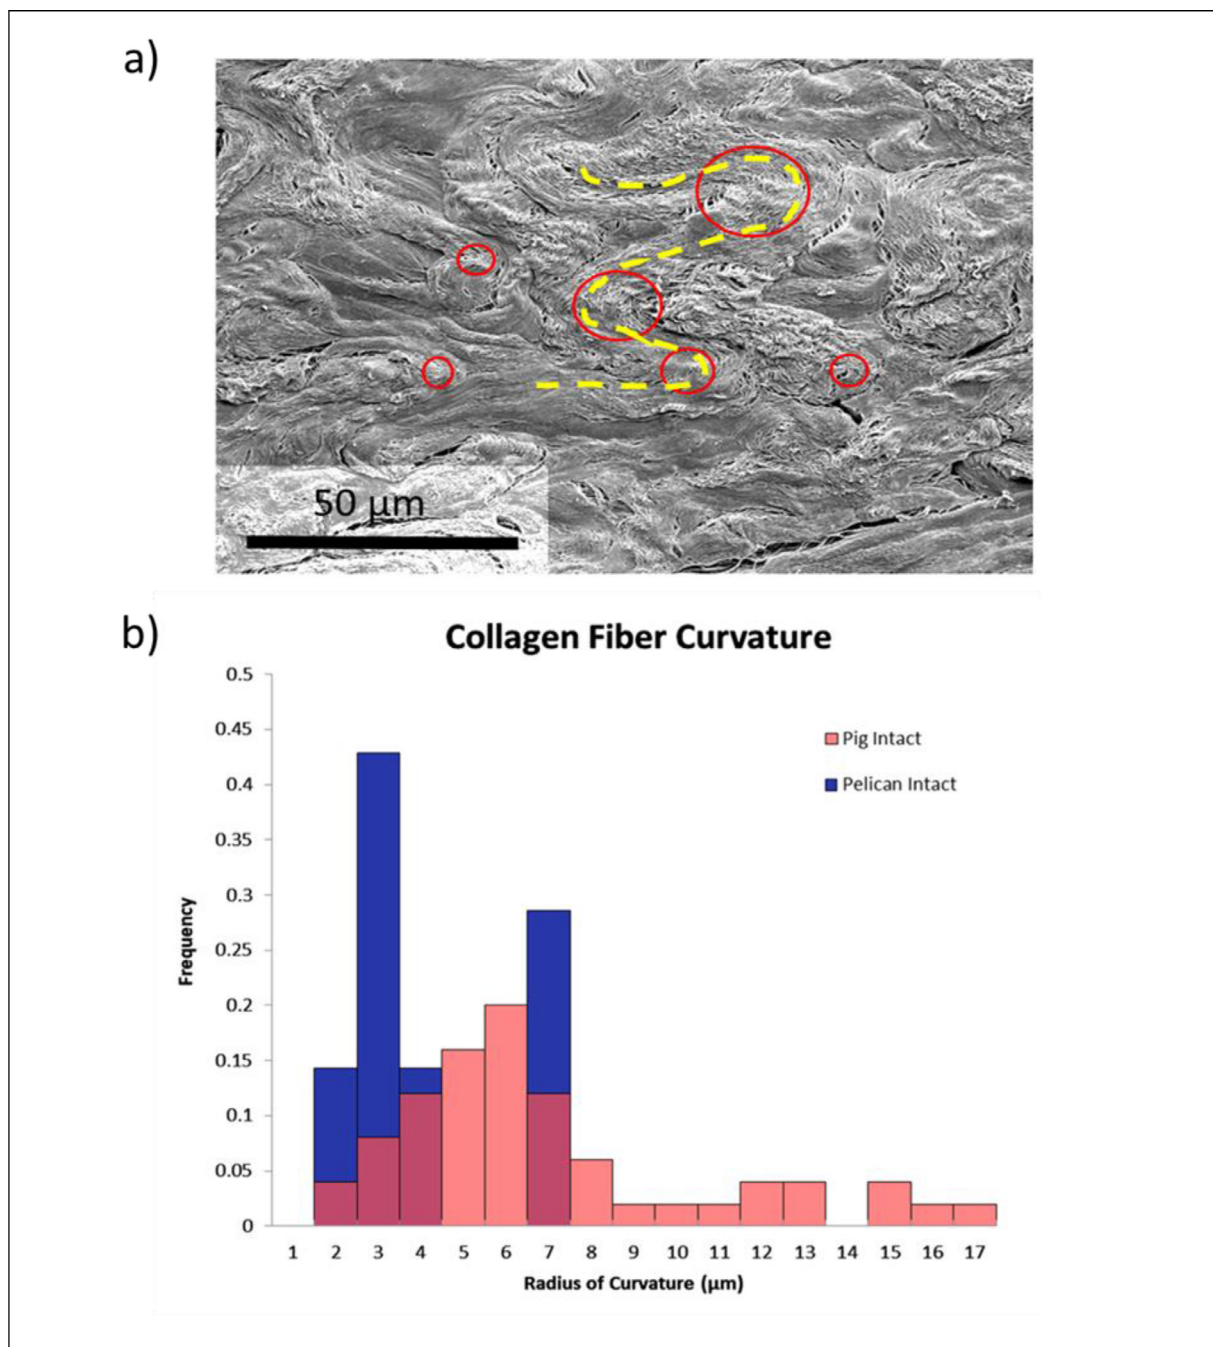 a)
50 µm
b)
Collagen Fiber Curvature
0.5
0.45
0.4
0.35
0.3
0.25
0.2
0.15
0.1
0.05
0
Frequency
Pig Intact
Pelican Intact
1 2 3 4 5 6 7 8 9 10 11 12 13 14 15 16 17
Radius of Curvature (µm)